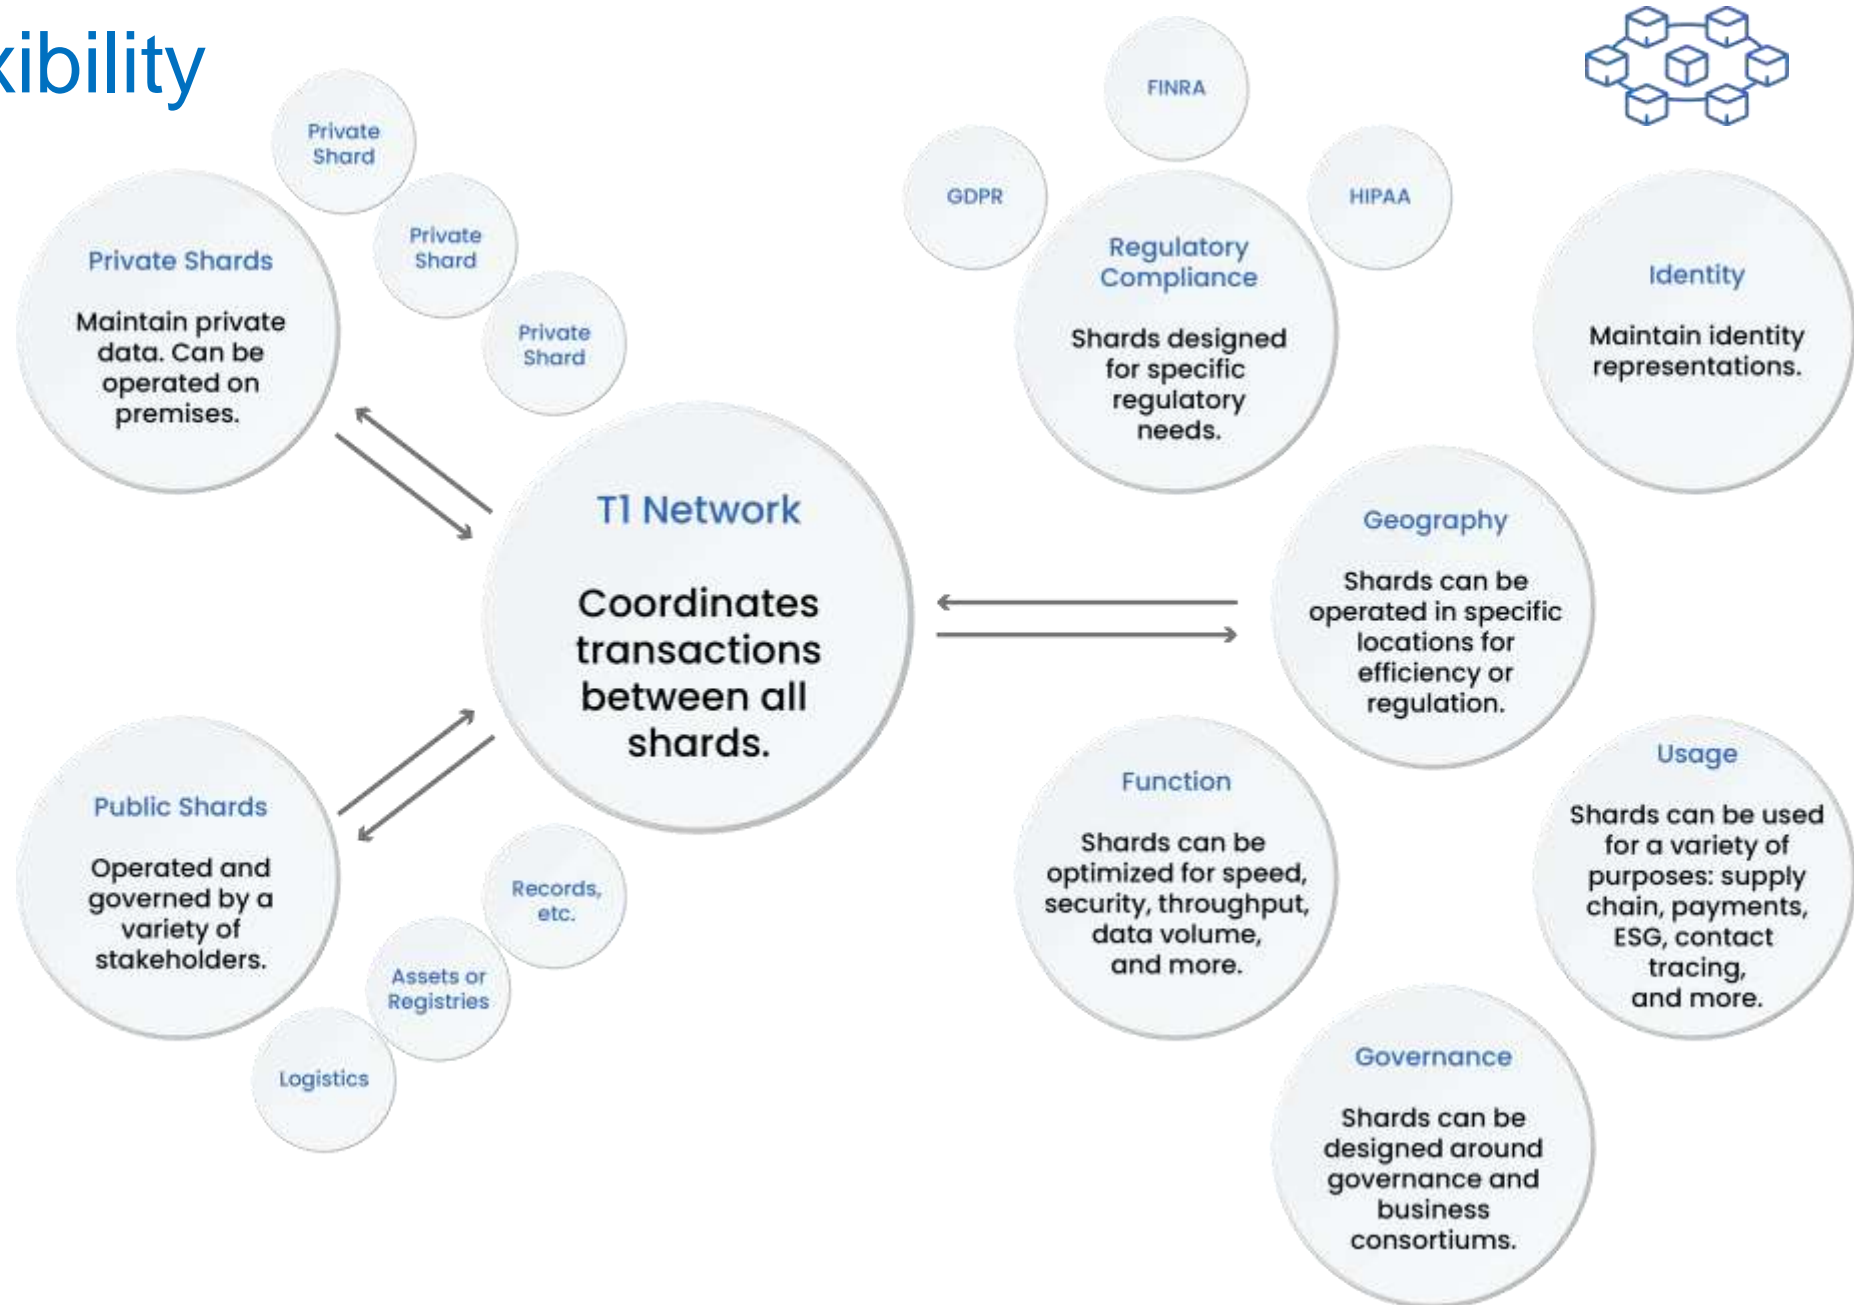 xibility
Private
Shard
Private
Shard
Private
Shard
Private Shards
Maintain private
data. Can be
operated on
premises.
T1 Network
Coordinates
transactions
between all
shards.
Public Shards
Operated and
governed by a
variety of
stakeholders.
Records,
etc.
Assets or
Registries
Logistics
FINRA
GDPR
HIPAA
Regulatory
Compliance
Shards designed
for specific
regulatory
needs.
Identity
Maintain identity
representations.
Geography
Shards can be
operated in specific
locations for
efficiency or
regulation.
Function
Shards can be
optimized for speed,
security, throughput,
data volume,
and more.
Usage
Shards can be used
for a variety of
purposes: supply
chain, payments,
ESG, contact
tracing,
and more.
Governance
Shards can be
designed around
governance and
business
consortiums.